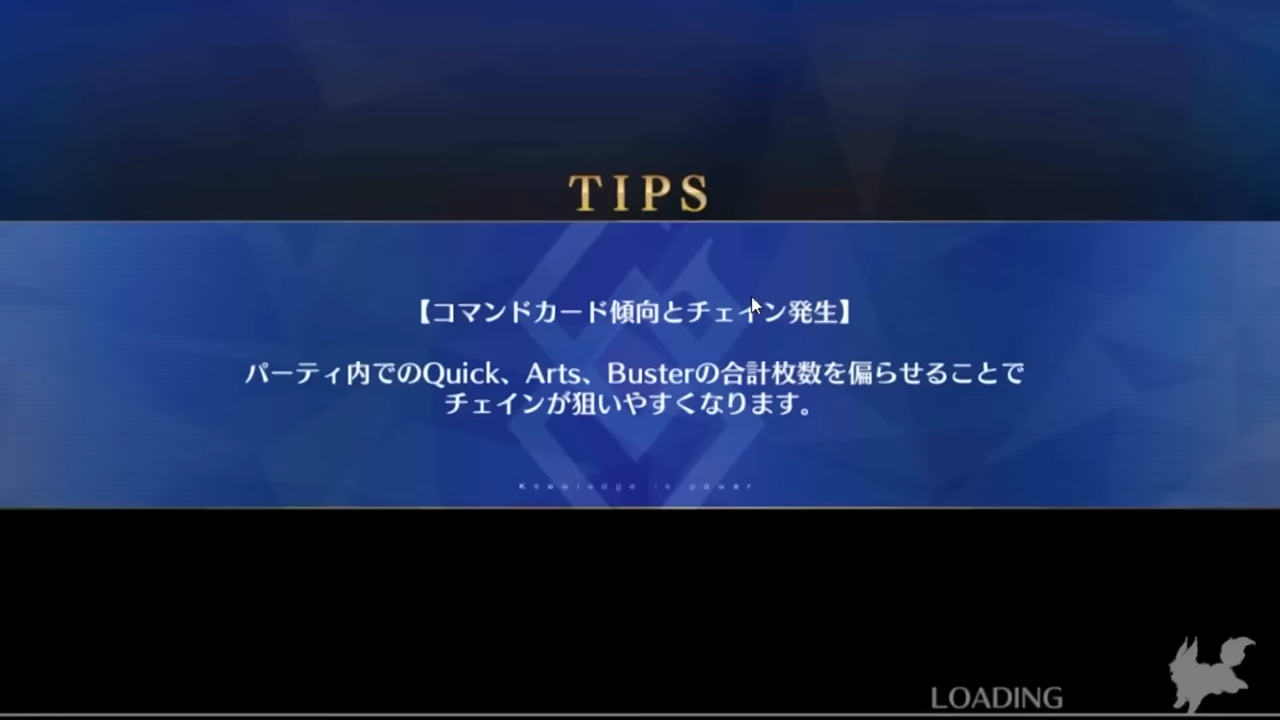 TIPS
【コマンドカード傾向とチェイン発生】
パーティ内でのQuick、Arts、Busterの合計枚数を偏らせることで
チェインが狙いやすくなります。
Knowledge is power
LOADING